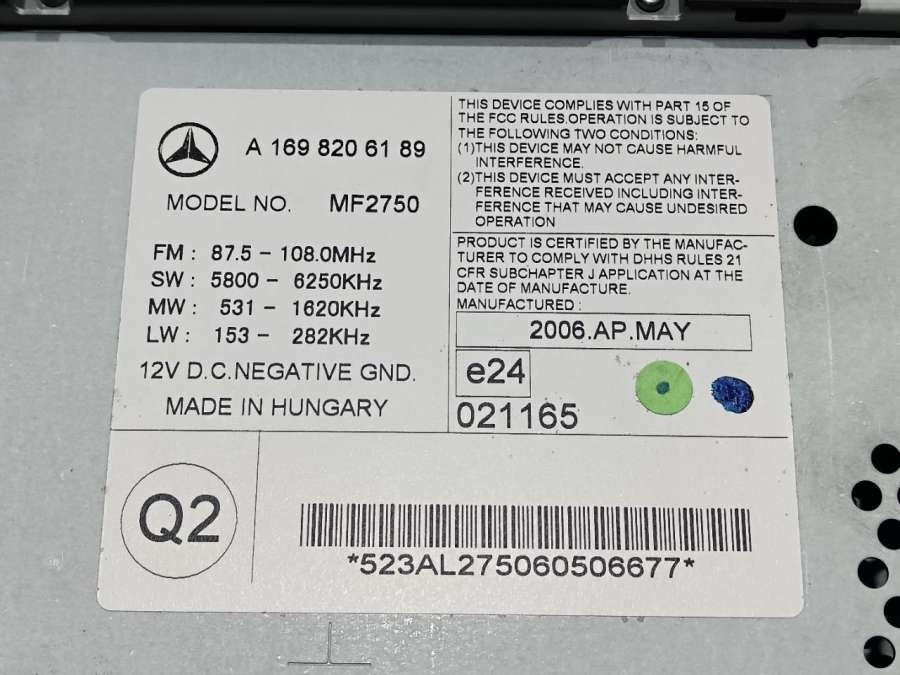 A 169 820 61 89
MODEL NO. MF2750
FM : 87.5 - 108.0MHz
SW : 5800 - 6250KHz
MW : 531 - 1620KHz
LW : 153 - 282KHz
12V D.C.NEGATIVE GND.
MADE IN HUNGARY
THIS DEVICE COMPLIES WITH PART 15 OF
THE FCC RULES.OPERATION IS SUBJECT TO
THE FOLLOWING TWO CONDITIONS:
(1)THIS DEVICE MAY NOT CAUSE HARMFUL
INTERFERENCE.
(2)THIS DEVICE MUST ACCEPT ANY INTER-
FERENCE RECEIVED INCLUDING INTER-
FERENCE THAT MAY CAUSE UNDESIRED
OPERATION
PRODUCT IS CERTIFIED BY THE MANUFAC-
TURER TO COMPLY WITH DHHS RULES 21
CFR SUBCHAPTER J APPLICATION AT THE
DATE OF MANUFACTURE.
MANUFACTURED :
2006.AP.MAY
e24
021165
Q2
*523AL275060506677*